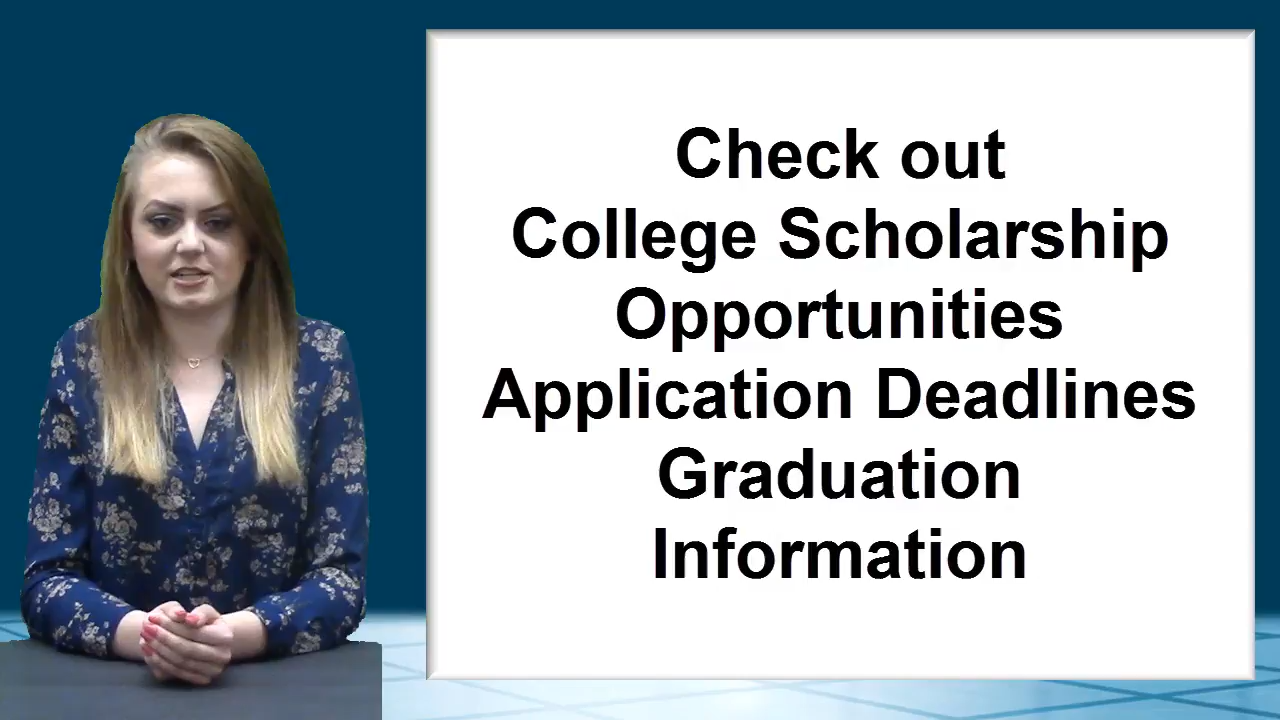 Check out
College Scholarship
Opportunities
Application Deadlines
Graduation
Information